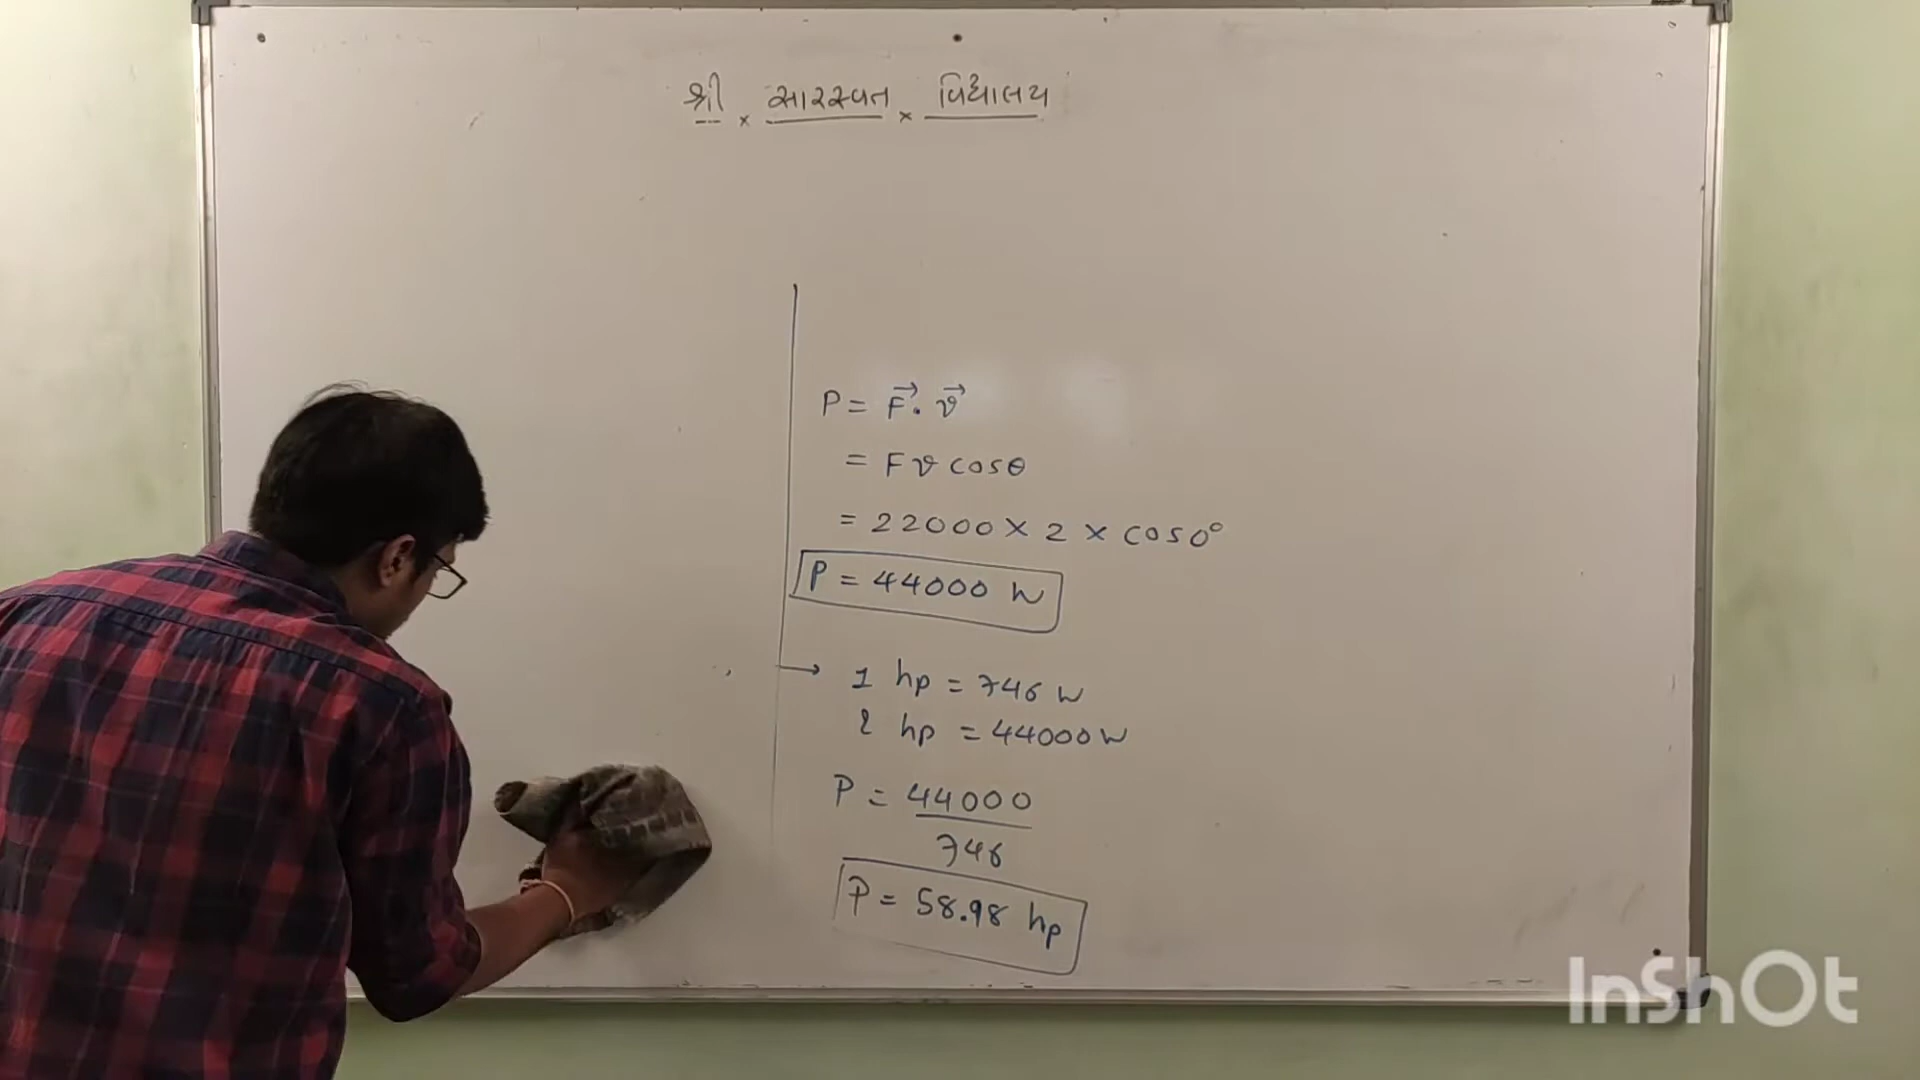 શ્રી × સારસ્વત × વિદ્યાલય
P = F⃗ · v⃗
= F v cosθ
= 22000 × 2 × cos0°
P = 44000 W
→ 1 hp = 746 W
hp = 44000 W
P = 44000
746
P = 58.98 hp
InShOt